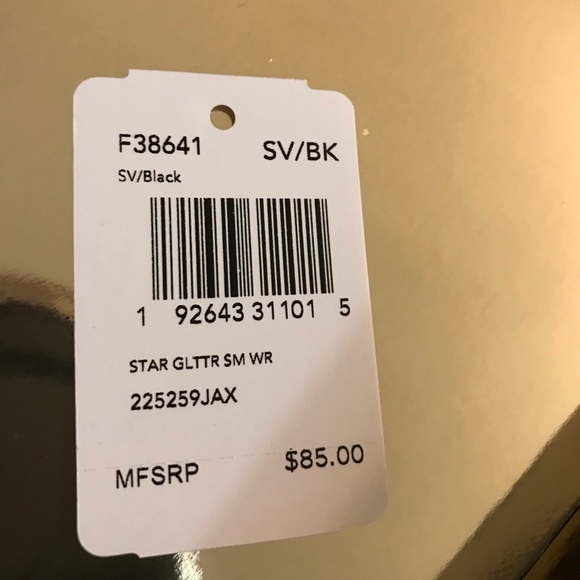 F38641 SV/BK
SV/Black
1 92643 31101 5
STAR GLTTR SM WR
225259JAX
MFSRP $85.00